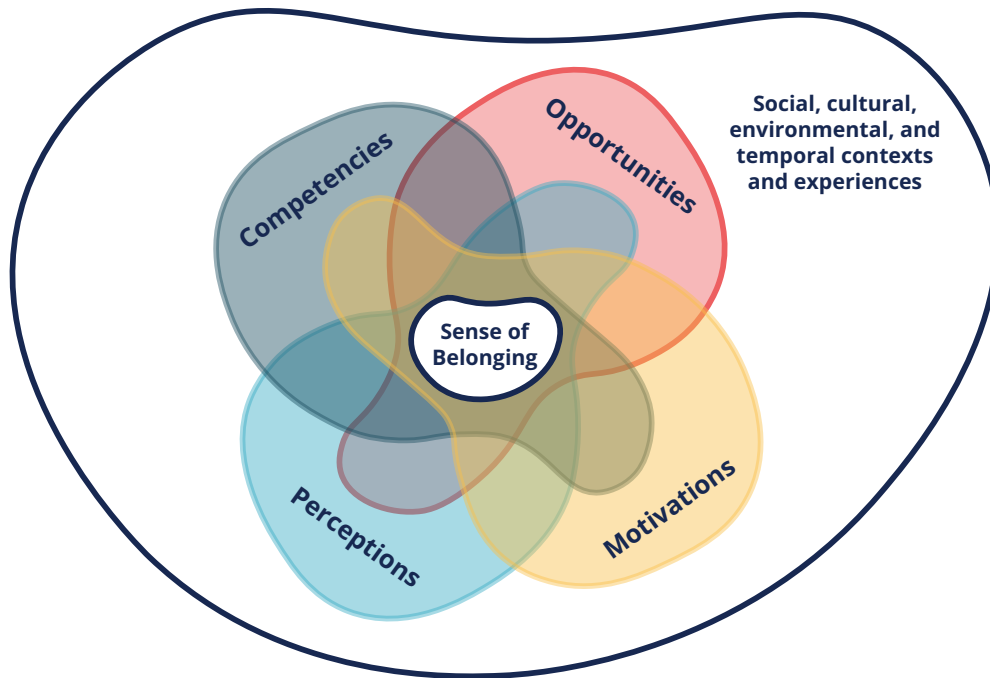 Competencies
Opportunities
Social, cultural,
environmental, and
temporal contexts
and experiences
Sense of
Belonging
Perceptions
Motivations